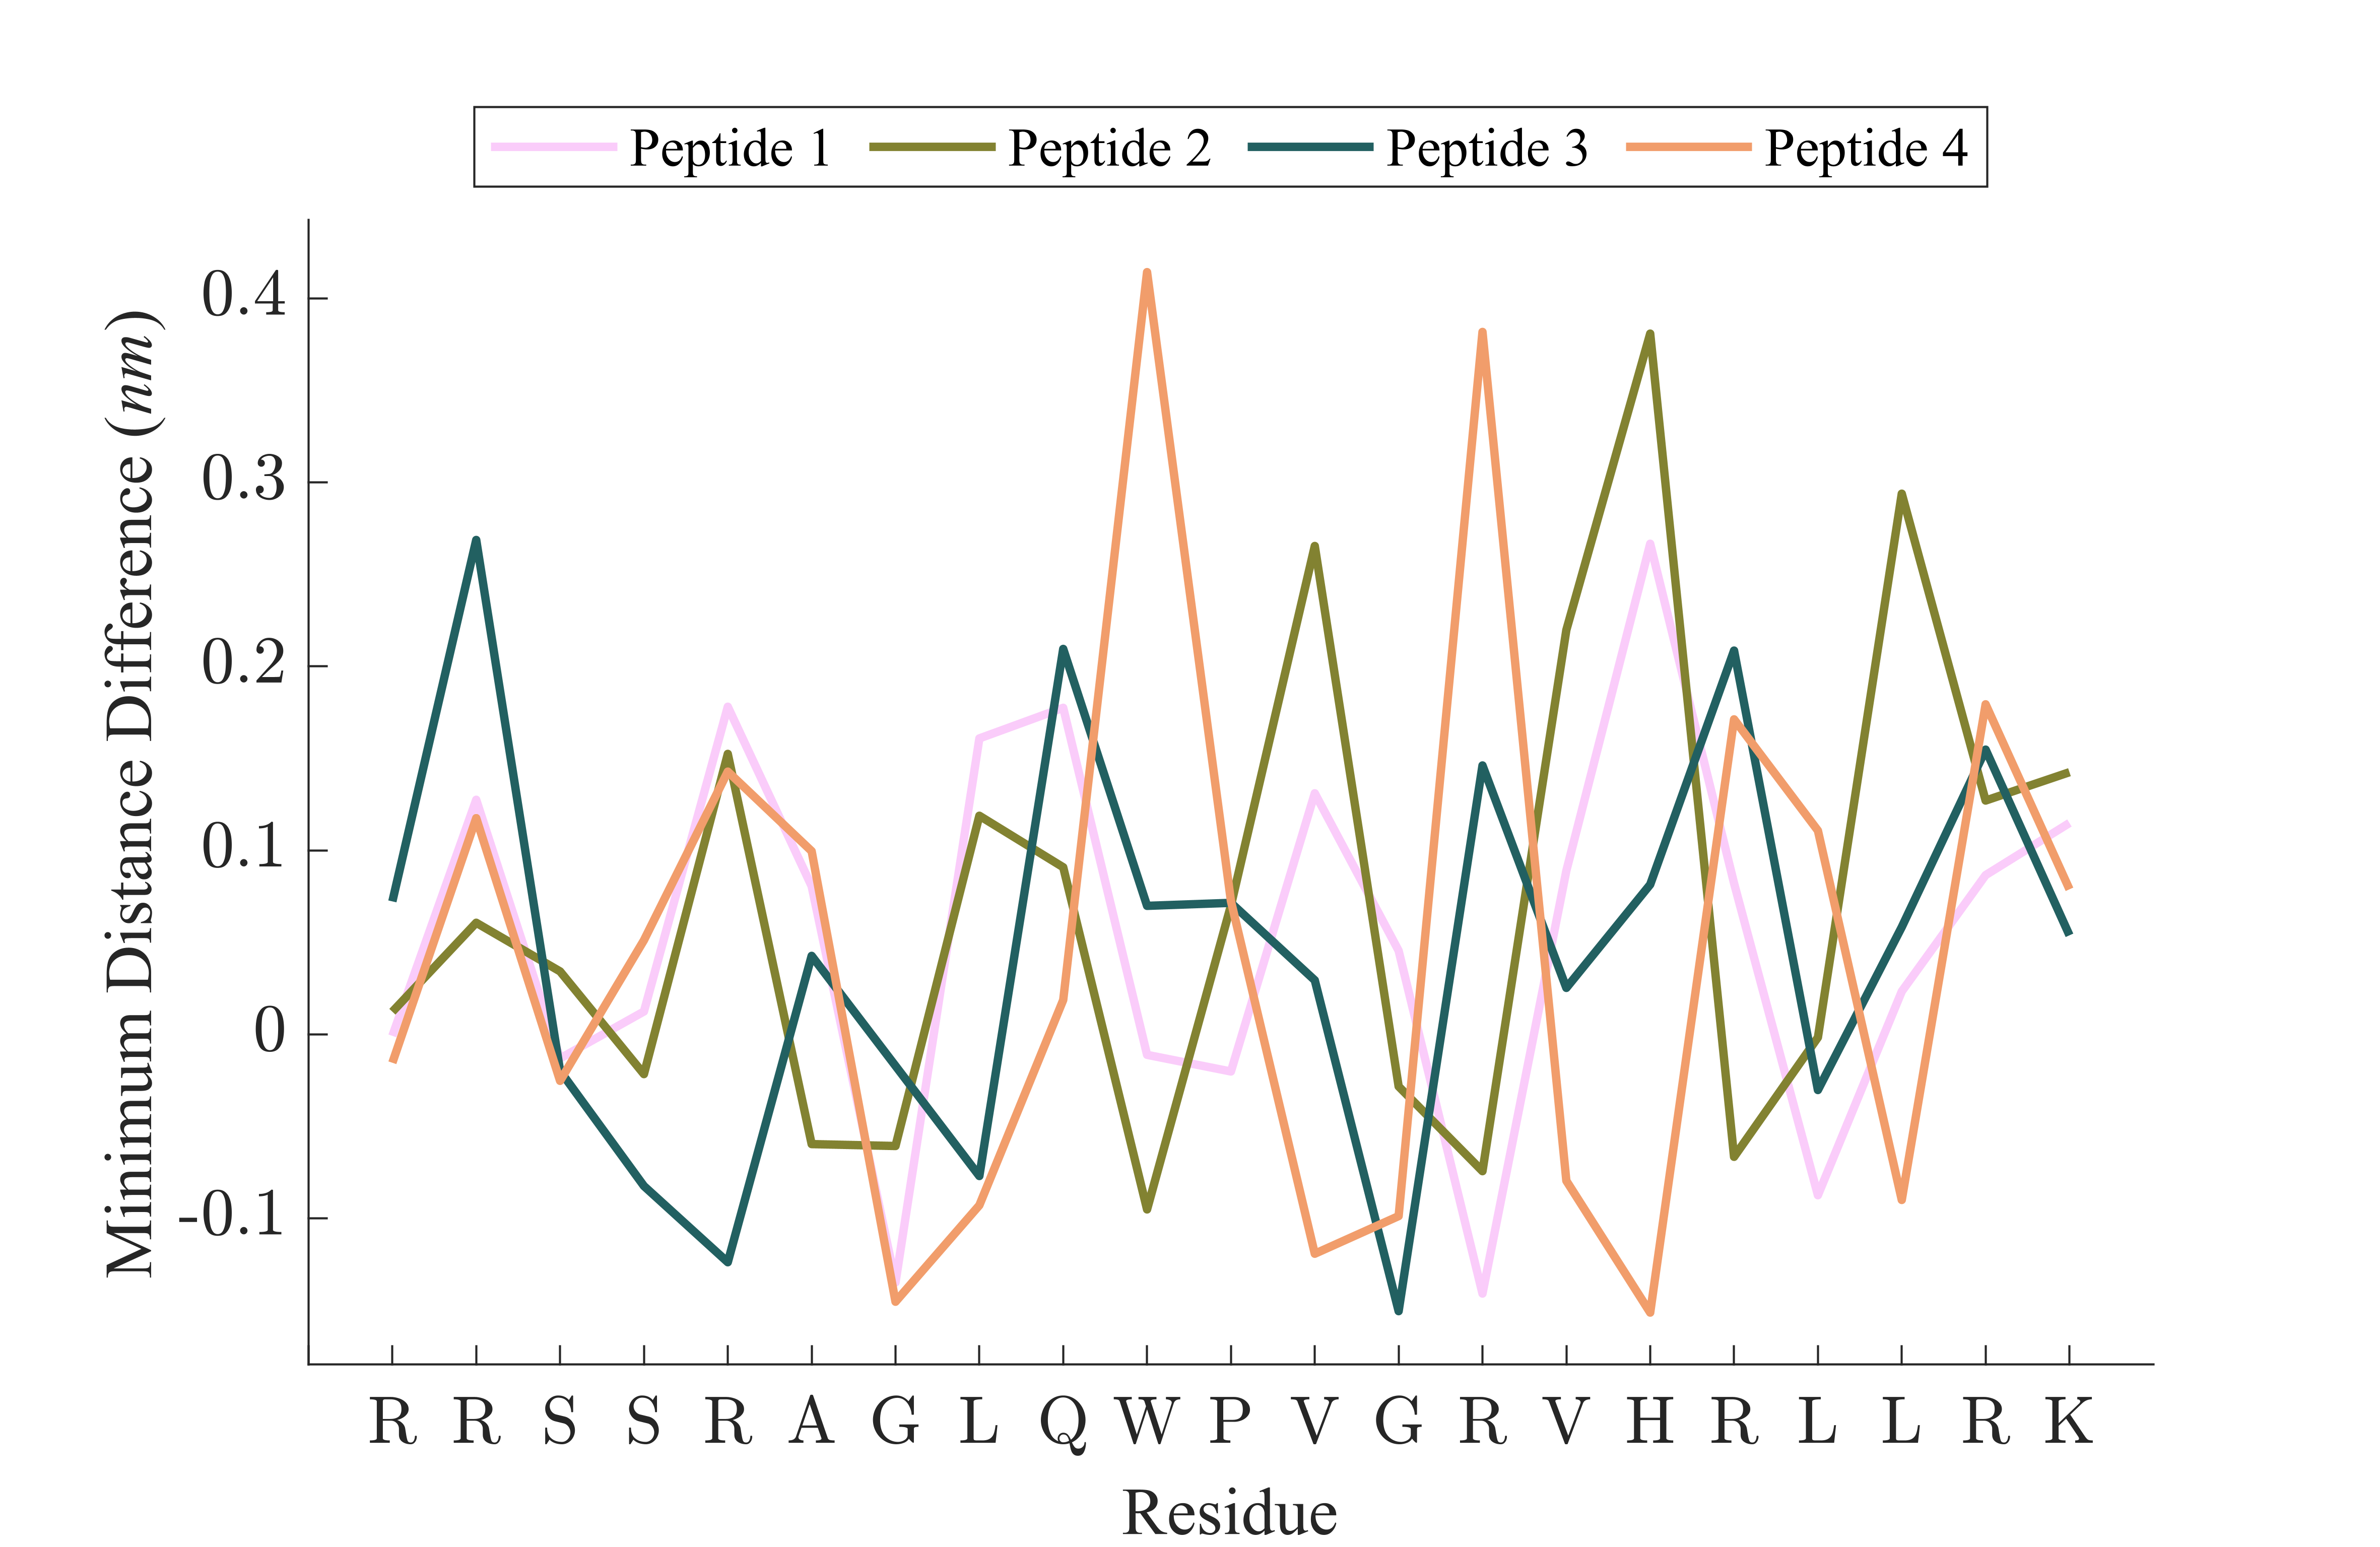 Peptide 1 Peptide 2 Peptide 3 Peptide 4
Minimum Distance Difference (nm)
0.4
0.3
0.2
0.1
0
-0.1
R R S S R A G L Q W P V G R V H R L L R K
Residue